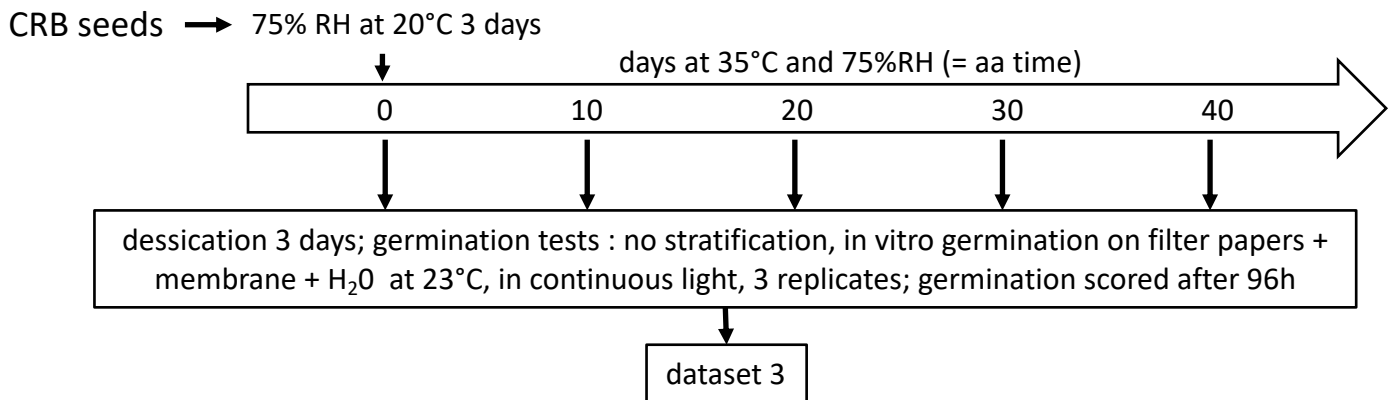 CRB seeds 75% RH at 20°C 3 days
days at 35°C and 75%RH (= aa time)
0 10 20 30 40
dessication 3 days; germination tests : no stratification, in vitro germination on filter papers +
membrane + H₂0 at 23°C, in continuous light, 3 replicates; germination scored after 96h
dataset 3